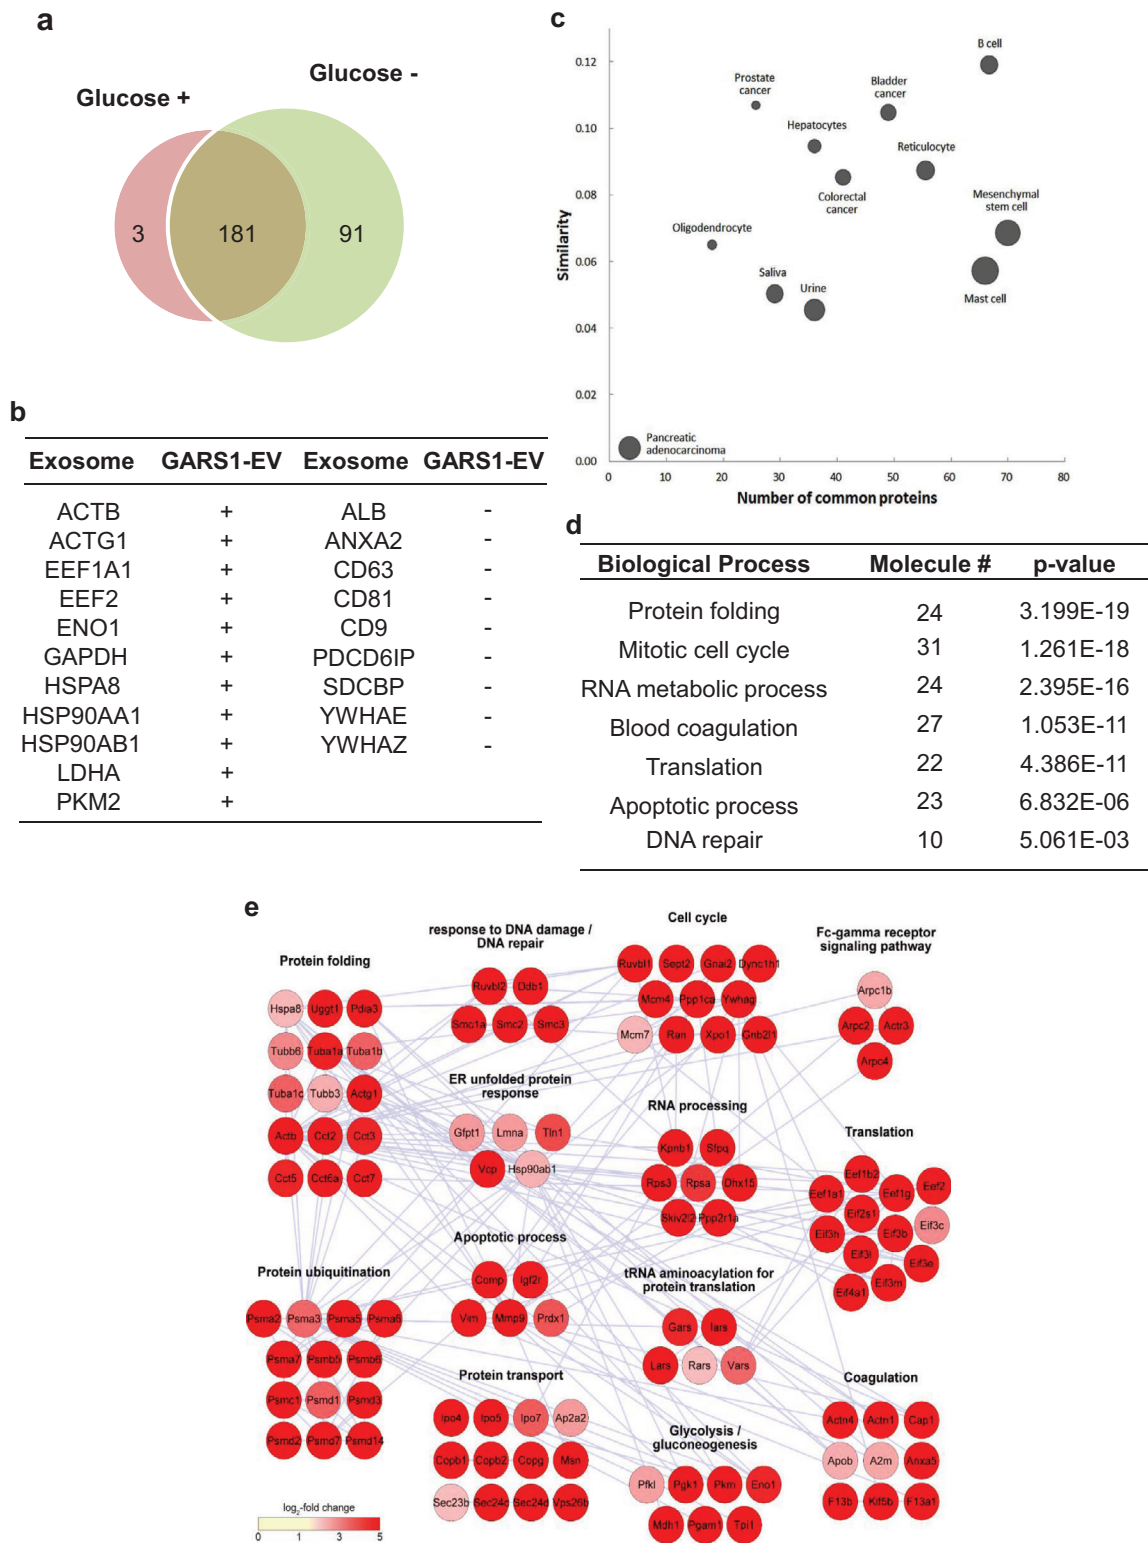 a
Glucose +
Glucose -
3
181
91
b
Exosome GARS1-EV Exosome GARS1-EV
ACTB + ALB -
ACTG1 + ANXA2 -
EEF1A1 + CD63 -
EEF2 + CD81 -
ENO1 + CD9 -
GAPDH + PDCD6IP -
HSPA8 + SDCBP -
HSP90AA1 + YWHAE -
HSP90AB1 + YWHAZ -
LDHA +
PKM2 +
c
Similarity
0.12
0.10
0.08
0.06
0.04
0.02
0.00
0 10 20 30 40 50 60 70 80
Number of common proteins
B cell
Prostate
cancer
Bladder
cancer
Hepatocytes
Reticulocyte
Colorectal
cancer
Mesenchymal
stem cell
Oligodendrocyte
Saliva
Urine
Mast cell
Pancreatic
adenocarcinoma
d
Biological Process Molecule # p-value
Protein folding 24 3.199E-19
Mitotic cell cycle 31 1.261E-18
RNA metabolic process 24 2.395E-16
Blood coagulation 27 1.053E-11
Translation 22 4.386E-11
Apoptotic process 23 6.832E-06
DNA repair 10 5.061E-03
e
Protein folding
Hspa8 Uggt1 Pdia3
Tubb6 Tuba1a Tuba1b
Tuba1c Tubb3 Actg1
Actb Cct2 Cct3
Cct5 Cct6a Cct7
response to DNA damage /
DNA repair
Ruvbl2 Ddb1
Smc1a Smc2 Smc3
Cell cycle
Ruvbl1 Sept2 Gnai2 Dync1h1
Mcm4 Ppp1ca Ywhag
Mcm7 Ran Xpo1 Gnb2l1
Fc-gamma receptor
signaling pathway
Arpc1b
Arpc2 Actr3
Arpc4
ER unfolded protein
response
Gfpt1 Lmna Tln1
Vcp Hsp90ab1
RNA processing
Kpnb1 Sfpq
Rps3 Rpsa Dhx15
Skiv2l2 Ppp2r1a
Translation
Eef1b2
Eef1a1 Eef1g Eef2
Eif2s1
Eif3h Eif3b Eif3c
Eif3i
Eif3e
Eif4a1 Eif3m
Apoptotic process
Comp Igf2r
Vim Mmp9 Prdx1
Protein ubiquitination
Psma2 Psma3 Psma5 Psma6
Psma7 Psmb5 Psmb6
Psmc1 Psmd1 Psmd3
Psmd2 Psmd7 Psmd14
tRNA aminoacylation for
protein translation
Gars Iars
Lars Rars Vars
Protein transport
Ipo4 Ipo5 Ipo7 Ap2a2
Copb1 Copb2 Copg Msn
Sec23b Sec24c Sec24d Vps26b
Glycolysis /
gluconeogenesis
Pfkl Pgk1 Pkm Eno1
Mdh1 Pgam1 Tpi1
Coagulation
Actn4 Actn1 Cap1
Apob A2m Anxa5
F13b Kif5b F13a1
log2-fold change
0 1 3 5